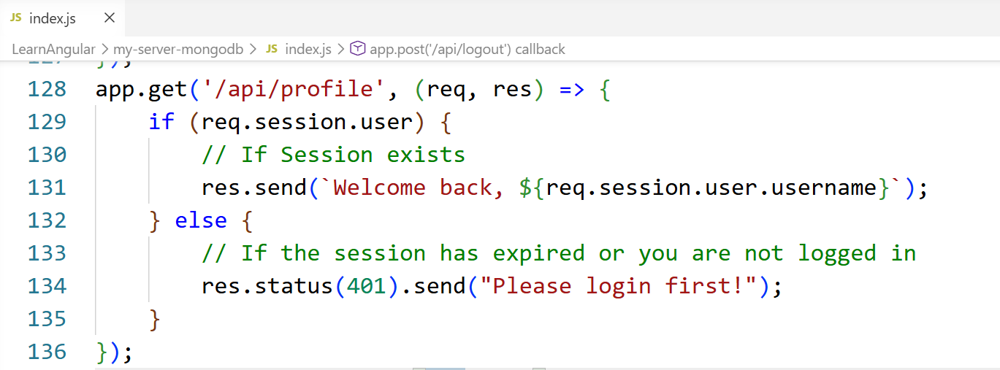 JS index.js
LearnAngular > my-server-mongodb > JS index.js > app.post('/api/logout') callback
127 });
128 app.get('/api/profile', (req, res) => {
129     if (req.session.user) {
130         // If Session exists
131         res.send(`Welcome back, ${req.session.user.username}`);
132     } else {
133         // If the session has expired or you are not logged in
134         res.status(401).send("Please login first!");
135     }
136 });